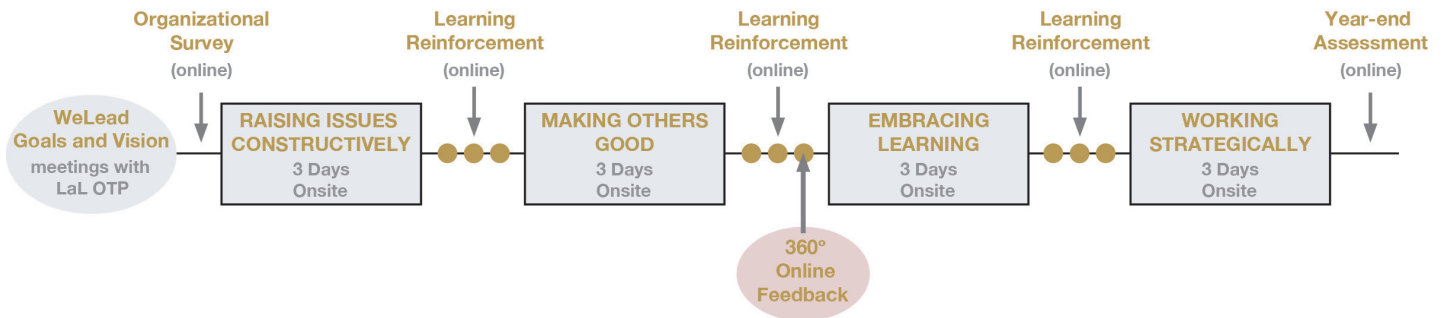 Organizational
Survey
(online)
Learning
Reinforcement
(online)
Learning
Reinforcement
(online)
Learning
Reinforcement
(online)
Year-end
Assessment
(online)
WeLead
Goals and Vision
meetings with
LaL OTP
RAISING ISSUES
CONSTRUCTIVELY
3 Days
Onsite
MAKING OTHERS
GOOD
3 Days
Onsite
EMBRACING
LEARNING
3 Days
Onsite
WORKING
STRATEGICALLY
3 Days
Onsite
360º
Online
Feedback